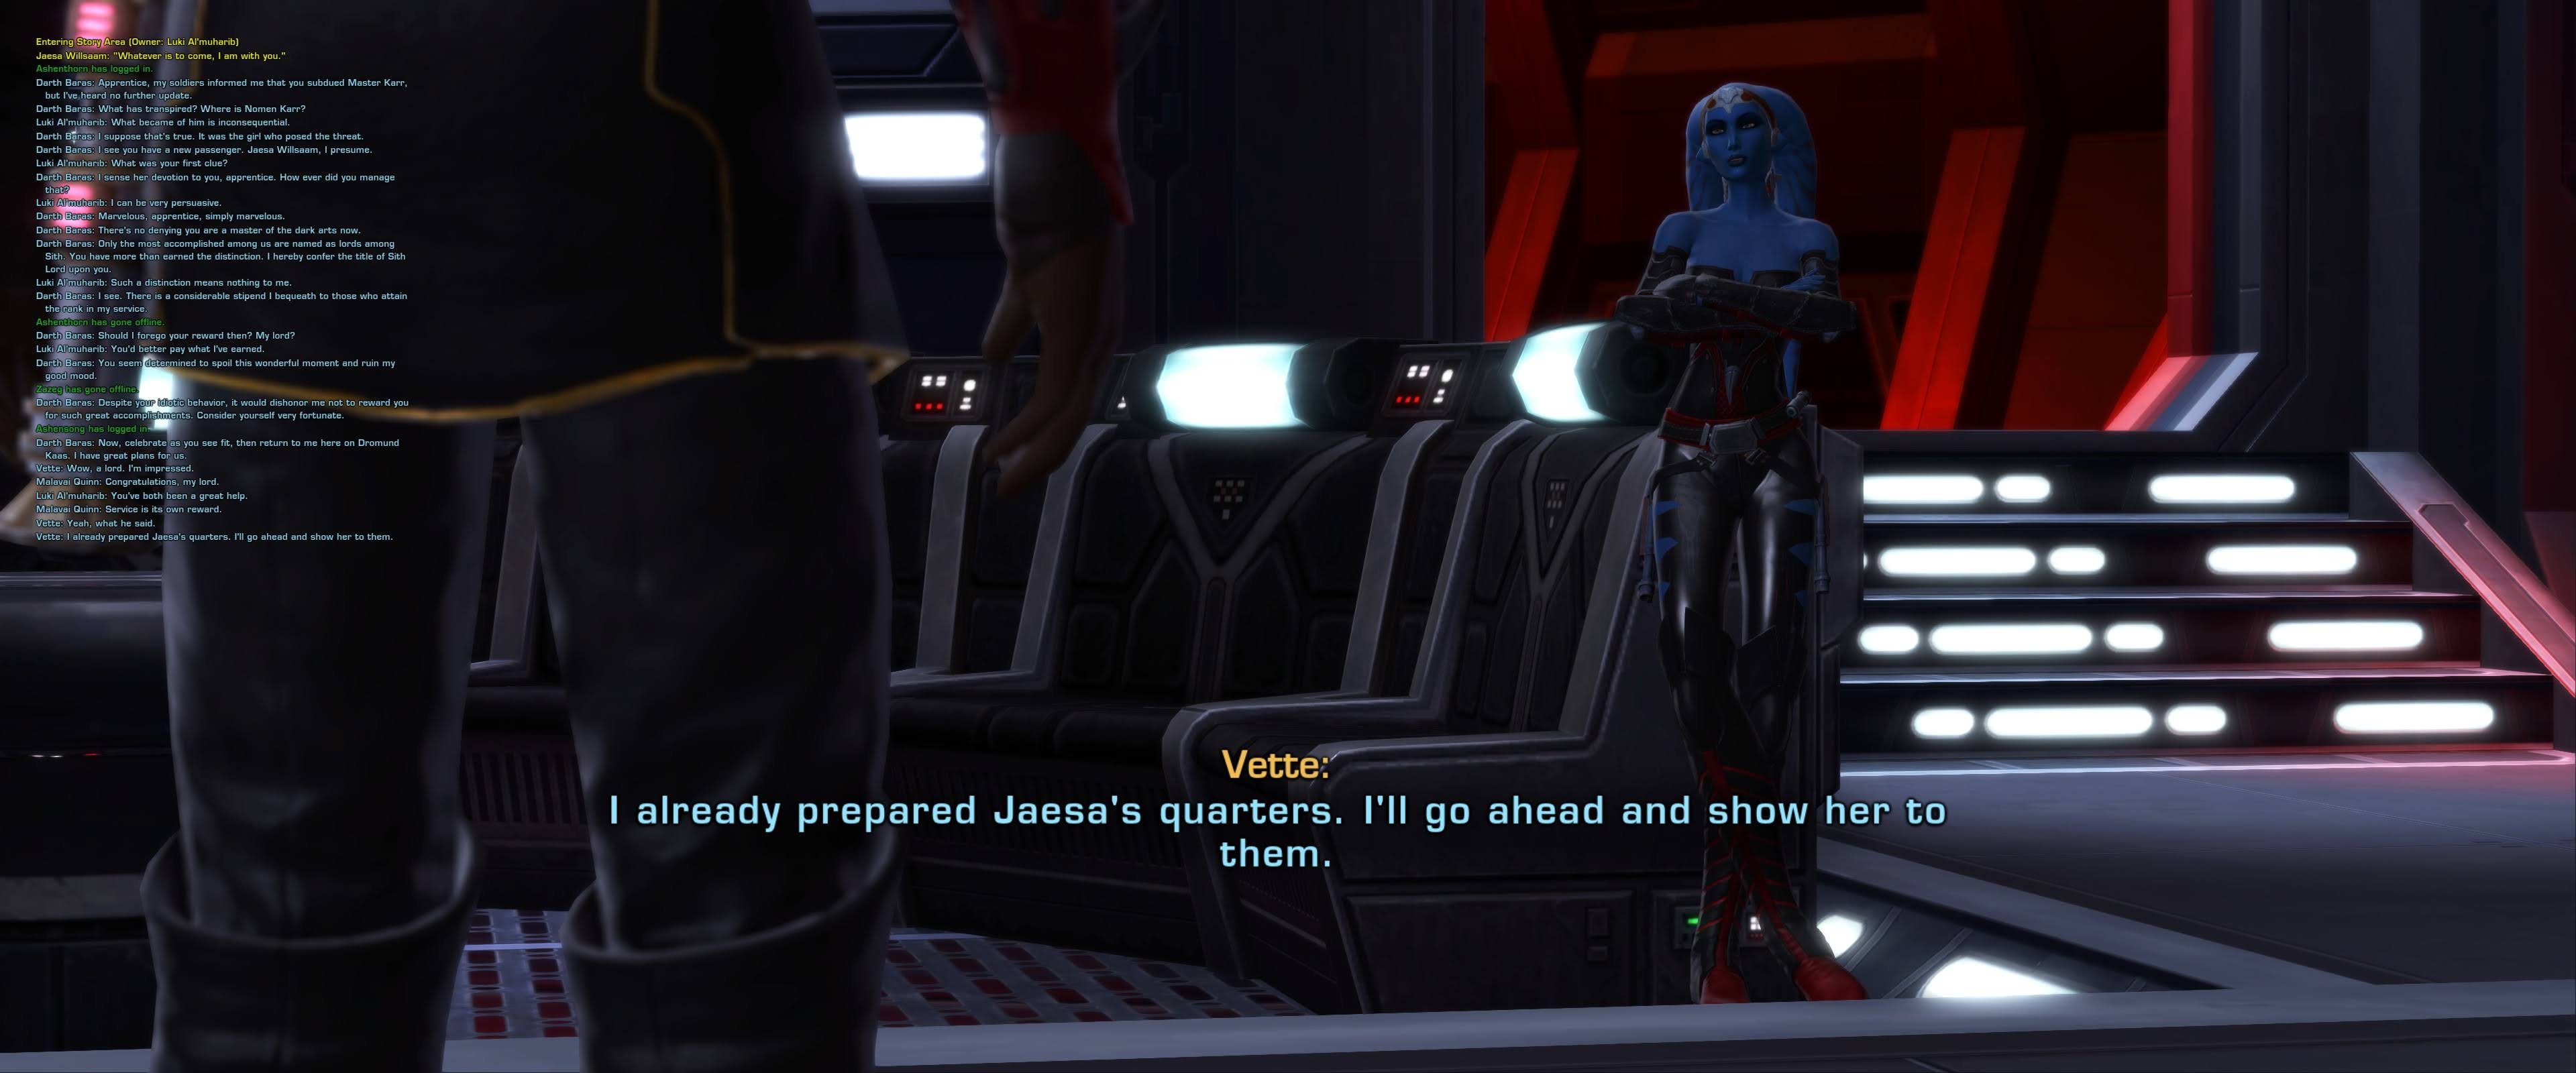 Entering Story Area (Owner: Luki Al'muharib)
Jaesa Willsaam: "Whatever is to come, I am with you."
Ashenthorn has logged in.
Darth Baras: Apprentice, my soldiers informed me that you subdued Master Karr,
but I've heard no further update.
Darth Baras: What has transpired? Where is Nomen Karr?
Luki Al'muharib: What became of him is inconsequential.
Darth Baras: I suppose that's true. It was the girl who posed the threat.
Darth Baras: I see you have a new passenger. Jaesa Willsaam, I presume.
Luki Al'muharib: What was your first clue?
Darth Baras: I sense her devotion to you, apprentice. How ever did you manage
that?
Luki Al'muharib: I can be very persuasive.
Darth Baras: Marvelous, apprentice, simply marvelous.
Darth Baras: There's no denying you are a master of the dark arts now.
Darth Baras: Only the most accomplished among us are named as lords among
Sith. You have more than earned the distinction. I hereby confer the title of Sith
Lord upon you.
Luki Al'muharib: Such a distinction means nothing to me.
Darth Baras: I see. There is a considerable stipend I bequeath to those who attain
the rank in my service.
Ashenthorn has gone offline.
Darth Baras: Should I forego your reward then? My lord?
Luki Al'muharib: You'd better pay what I've earned.
Darth Baras: You seem determined to spoil this wonderful moment and ruin my
good mood.
Zazeg has gone offline.
Darth Baras: Despite your idiotic behavior, it would dishonor me not to reward you
for such great accomplishments. Consider yourself very fortunate.
Ashensong has logged in.
Darth Baras: Now, celebrate as you see fit, then return to me here on Dromund
Kaas. I have great plans for us.
Vette: Wow, a lord. I'm impressed.
Malavai Quinn: Congratulations, my lord.
Luki Al'muharib: You've both been a great help.
Malavai Quinn: Service is its own reward.
Vette: Yeah, what he said.
Vette: I already prepared Jaesa's quarters. I'll go ahead and show her to them.
Vette:
I already prepared Jaesa's quarters. I'll go ahead and show her to
them.